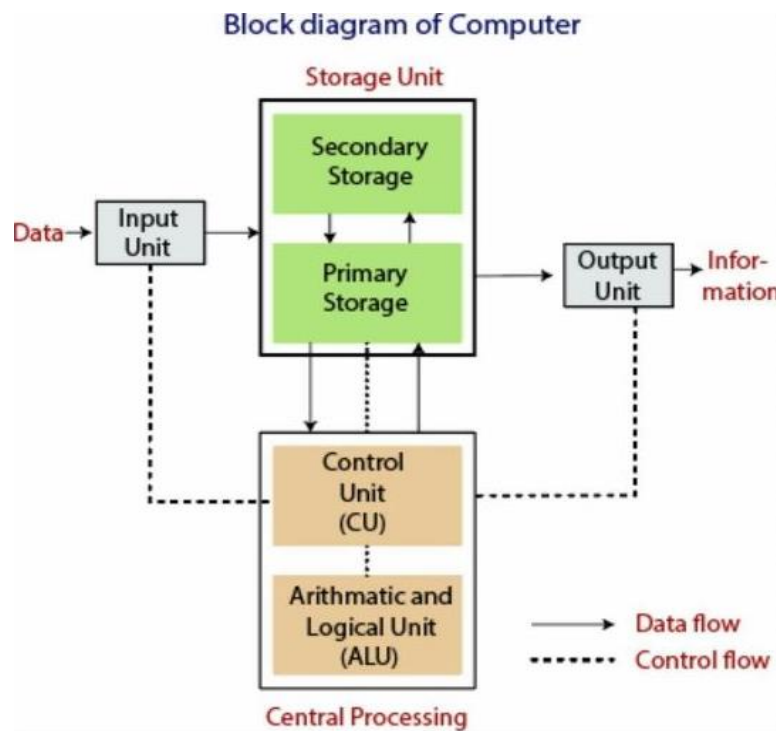 Block diagram of Computer
Storage Unit
Secondary
Storage
Data
Input
Unit
Primary
Storage
Output
Unit
Infor-
mation
Control
Unit
(CU)
Arithmatic and
Logical Unit
(ALU)
Data flow
Control flow
Central Processing